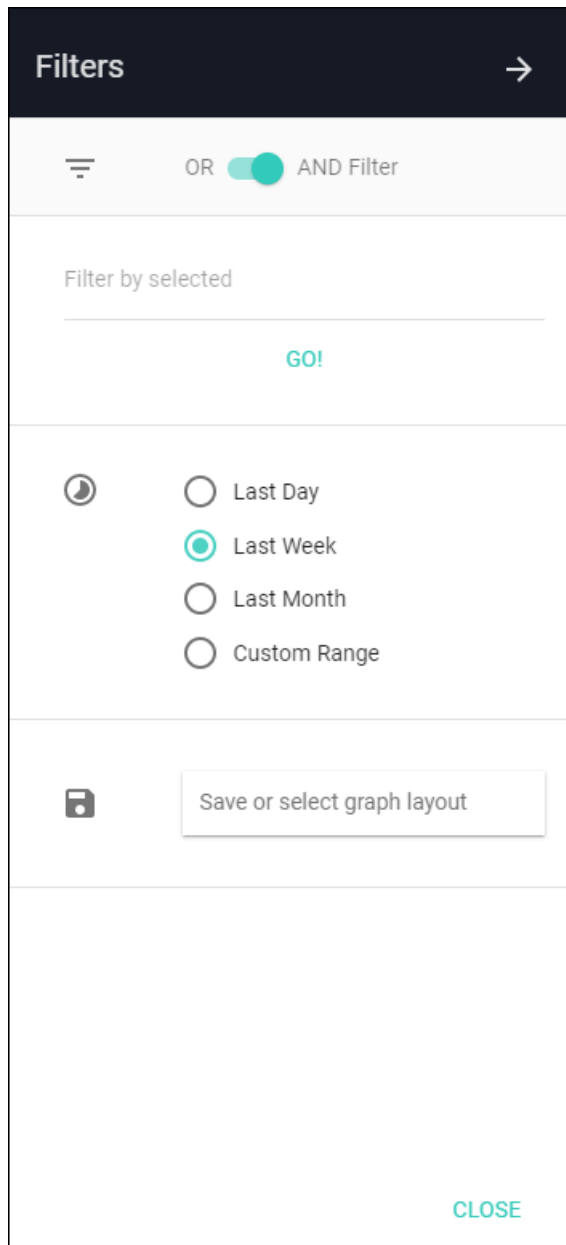 Filters
OR AND Filter
Filter by selected
GO!
Last Day
Last Week
Last Month
Custom Range
Save or select graph layout
CLOSE